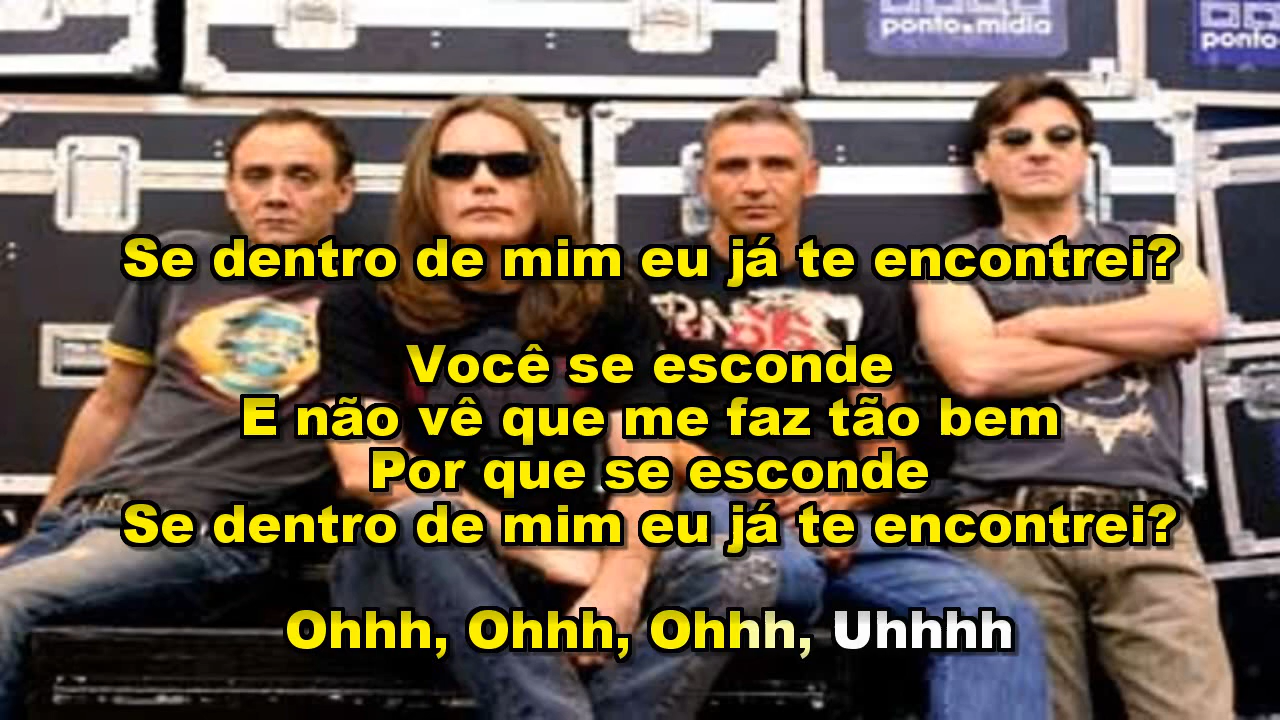 ponto mídia
ponto
Se dentro de mim eu já te encontrei?
Você se esconde
E não vê que me faz tão bem
Por que se esconde
Se dentro de mim eu já te encontrei?
Ohhh, Ohhh, Ohhh, Uhhhh